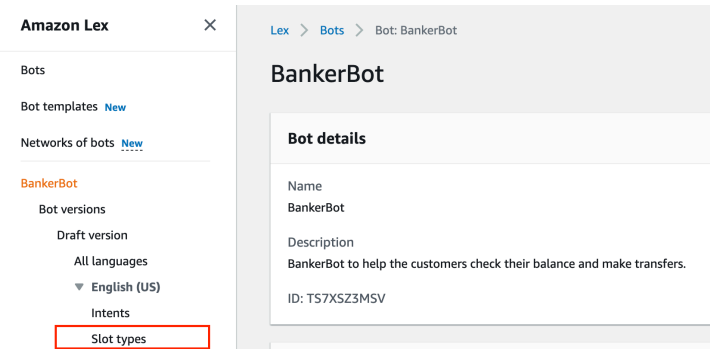 Amazon Lex
Bots
Bot templates New
Networks of bots New
BankerBot
Bot versions
Draft version
All languages
English (US)
Intents
Slot types
Lex > Bots > Bot: BankerBot
BankerBot
Bot details
Name
BankerBot
Description
BankerBot to help the customers check their balance and make transfers.
ID: TS7XSZ3MSV